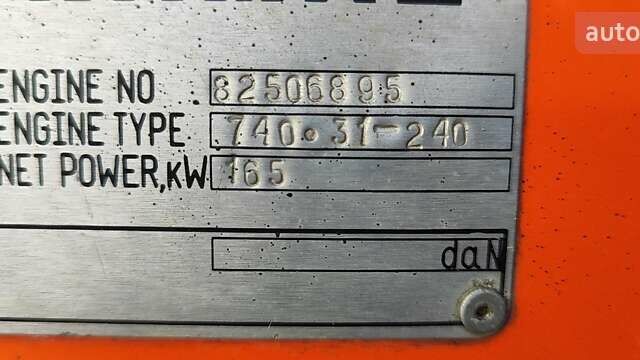 auto
ENGINE NO 82506895
ENGINE TYPE 740.31-240
NET POWER,KW 165
daN